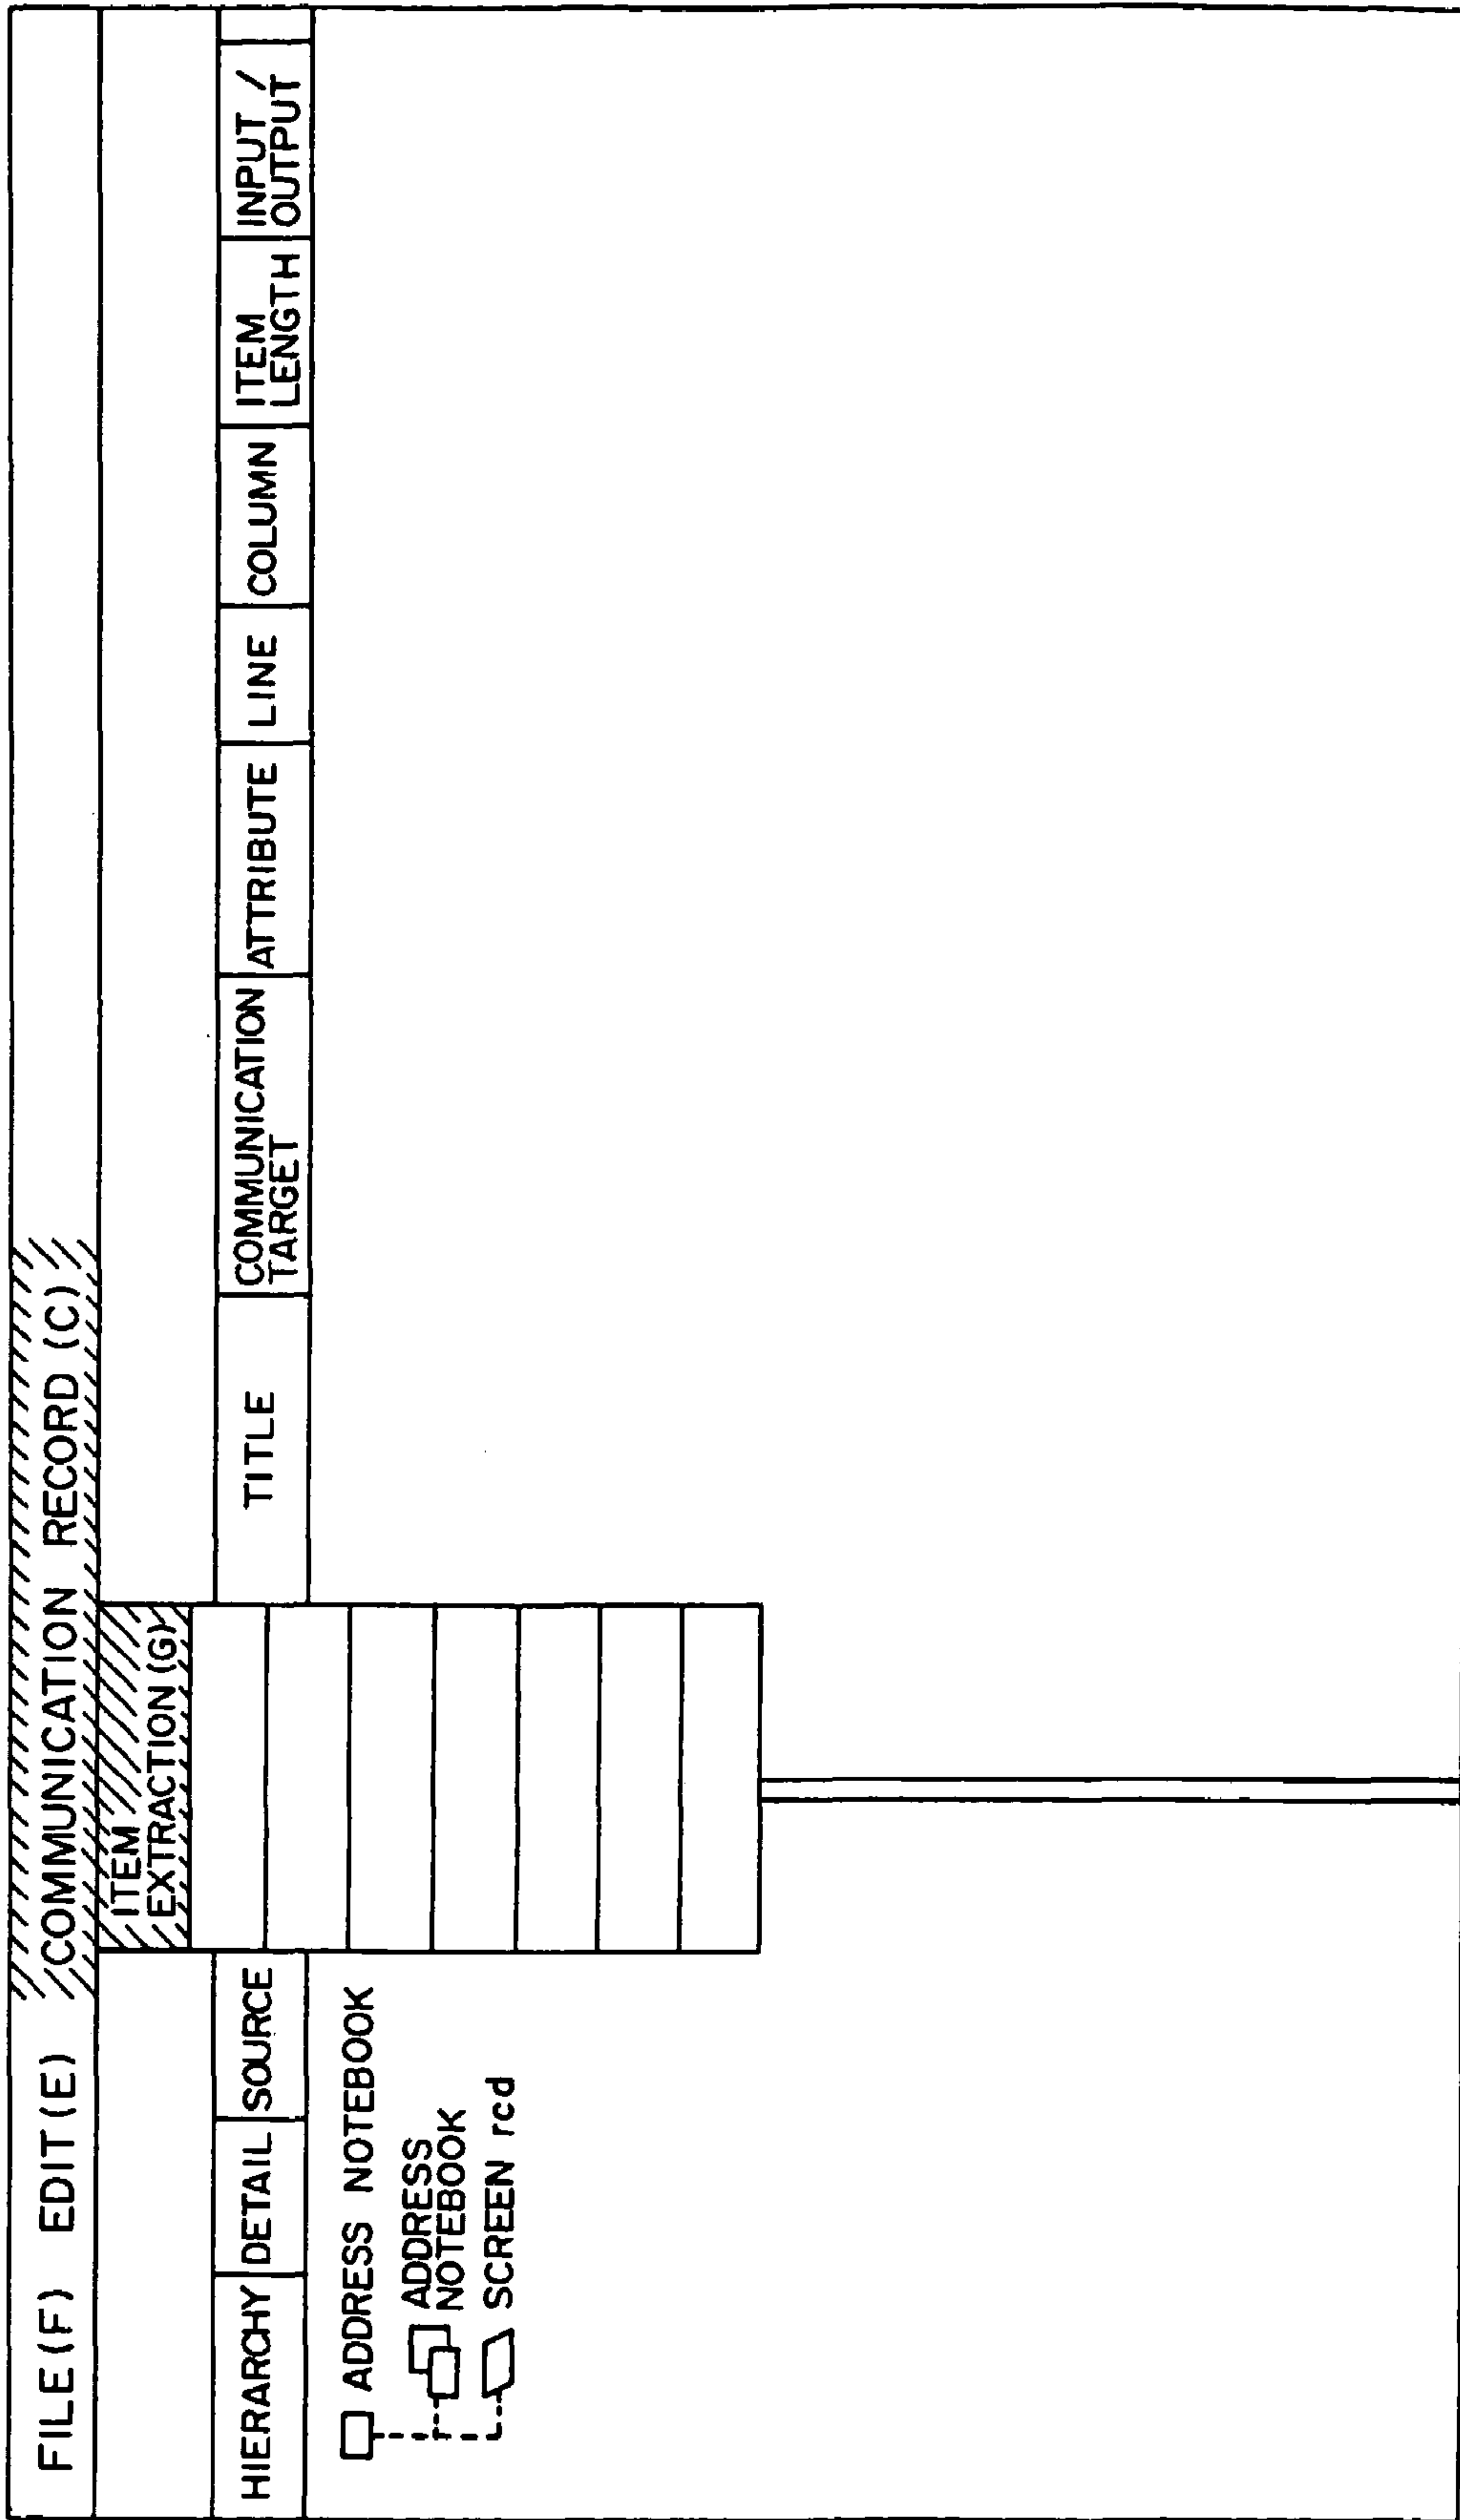 FILE(F) EDIT(E) COMMUNICATION RECORD (C)
ITEM
EXTRACTION (G)
HIERARCHY DETAIL SOURCE
TITLE
COMMUNICATION
TARGET
ATTRIBUTE
LINE
COLUMN
ITEM
LENGTH
INPUT /
OUTPUT
ADDRESS NOTEBOOK
ADDRESS
NOTEBOOK
SCREEN rcd